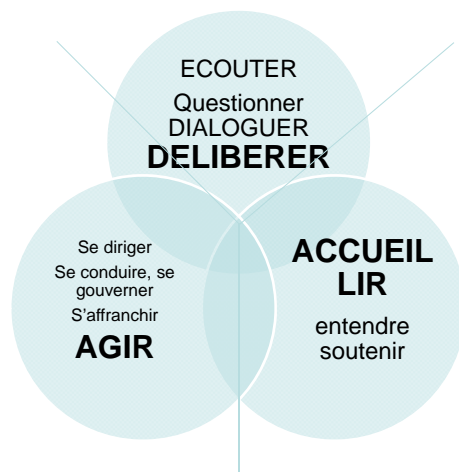 ECOUTER
Questionner
DIALOGUER
DELIBERER
Se diriger
Se conduire, se
gouverner
S'affranchir
AGIR
ACCUEIL
LIR
entendre
soutenir